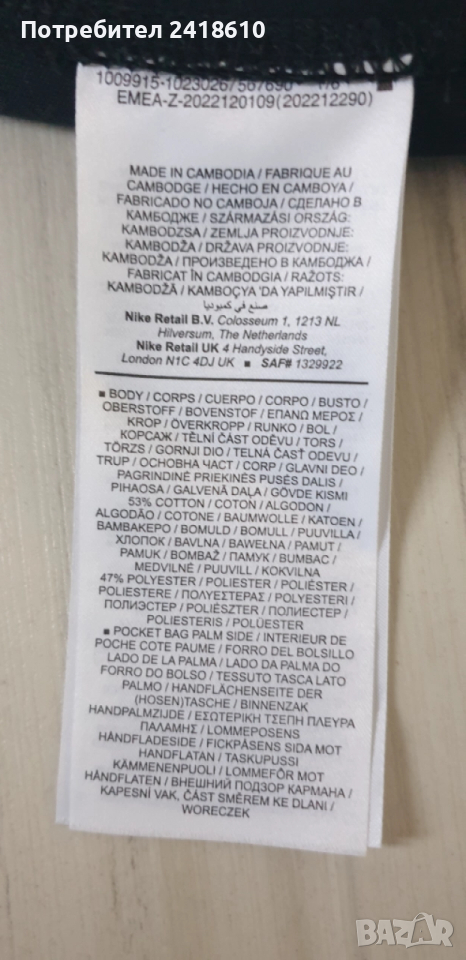 Потребител 2418610
1009915-1023026/567690 1/6
EMEA-Z-2022120109(202212290)
MADE IN CAMBODIA / FABRIQUE AU
CAMBODGE / HECHO EN CAMBOYA /
FABRICADO NO CAMBOJA / СДЕЛАНО В
КАМБОДЖЕ / SZÁRMAZÁSI ORSZÁG:
KAMBODZSA / ZEMLJA PROIZVODNJE:
KAMBODŽA / DRŽAVA PROIZVODNJE:
KAMBODŽA / ПРОИЗВЕДЕНО В КАМБОДЖА /
FABRICAT ÎN CAMBODGIA / RAŽOTS:
KAMBODŽĀ / KAMBOÇYA 'DA YAPILMIŞTIR /
صنع في كمبوديا
Nike Retail B.V. Colosseum 1, 1213 NL
Hilversum, The Netherlands
Nike Retail UK 4 Handyside Street,
London N1C 4DJ UK ■ SAF# 1329922
■ BODY / CORPS / CUERPO / CORPO / BUSTO /
OBERSTOFF / BOVENSTOF / ΕΠΑΝΩ ΜΕΡΟΣ /
KROP / ÖVERKROPP / RUNKO / BOL /
КОРСАЖ / TĚLNÍ ČÁST ODĚVU / TORS /
TÖRZS / GORNJI DIO / TELNÁ ČASŤ ODEVU /
TRUP / ОСНОВНА ЧАСТ / CORP / GLAVNI DEO /
PAGRINDINĖ PRIEKINĖS PUSĖS DALIS /
PIHAOSA / GALVENĀ DAĻA / GÖVDE KISMI
53% COTTON / COTON / ALGODON /
ALGODÃO / COTONE / BAUMWOLLE / KATOEN /
ΒΑΜΒΑΚΕΡΟ / BOMULD / BOMULL / PUUVILLA /
ХЛОПОК / BAVLNA / BAWEŁNA / PAMUT /
PAMUK / BOMBAŽ / ПАМУК / BUMBAC /
MEDVILNĖ / PUUVILL / KOKVILNA
47% POLYESTER / POLIESTER / POLIÉSTER /
POLIESTERE / ΠΟΛΥΕΣΤΕΡΑΣ / POLYESTERI /
ПОЛИЭСТЕР / POLIÉSZTER / ПОЛИЕСТЕР /
POLIESTERIS / POLÜESTER
■ POCKET BAG PALM SIDE / INTERIEUR DE
POCHE COTE PAUME / FORRO DEL BOLSILLO
LADO DE LA PALMA / LADO DA PALMA DO
FORRO DO BOLSO / TESSUTO TASCA LATO
PALMO / HANDFLÄCHENSEITE DER
(HOSEN)TASCHE / BINNENZAK
HANDPALMZIJDE / ΕΣΩΤΕΡΙΚΗ ΤΣΕΠΗ ΠΛΕΥΡΑ
ΠΑΛΑΜΗΣ / LOMMEPOSENS
HÅNDFLADESIDE / FICKPÅSENS SIDA MOT
HANDFLATAN / TASKUPUSSI
KÄMMENENPUOLI / LOMMEFÔR MOT
HÅNDFLATEN / ВНЕШНИЙ ПОДЗОР КАРМАНА /
KAPESNÍ VAK, ČÁST SMĚREM KE DLANI /
WORECZEK
BAZAR